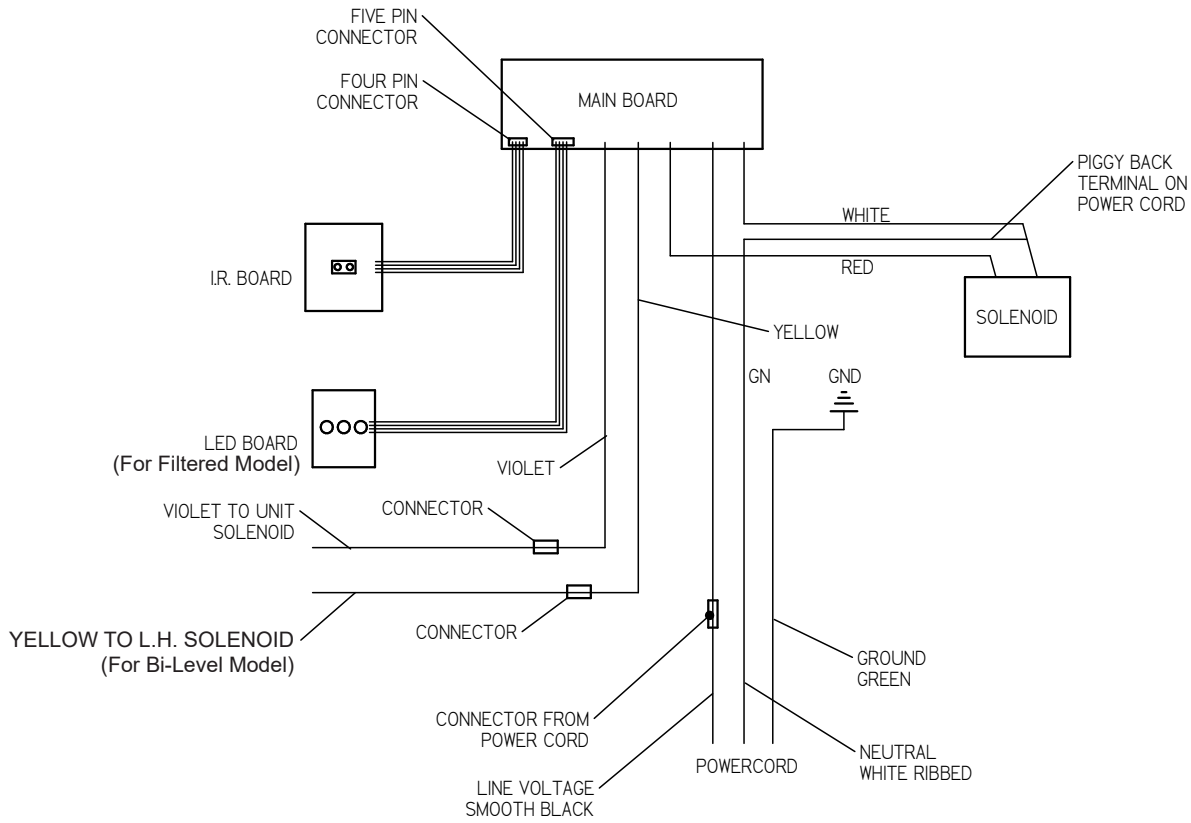 FIVE PIN
CONNECTOR
FOUR PIN
CONNECTOR
MAIN BOARD
PIGGY BACK
TERMINAL ON
POWER CORD
WHITE
RED
I.R. BOARD
SOLENOID
YELLOW
GN
GND
LED BOARD
(For Filtered Model)
VIOLET
VIOLET TO UNIT
SOLENOID
CONNECTOR
YELLOW TO L.H. SOLENOID
(For Bi-Level Model)
CONNECTOR
GROUND
GREEN
CONNECTOR FROM
POWER CORD
POWERCORD
NEUTRAL
WHITE RIBBED
LINE VOLTAGE
SMOOTH BLACK